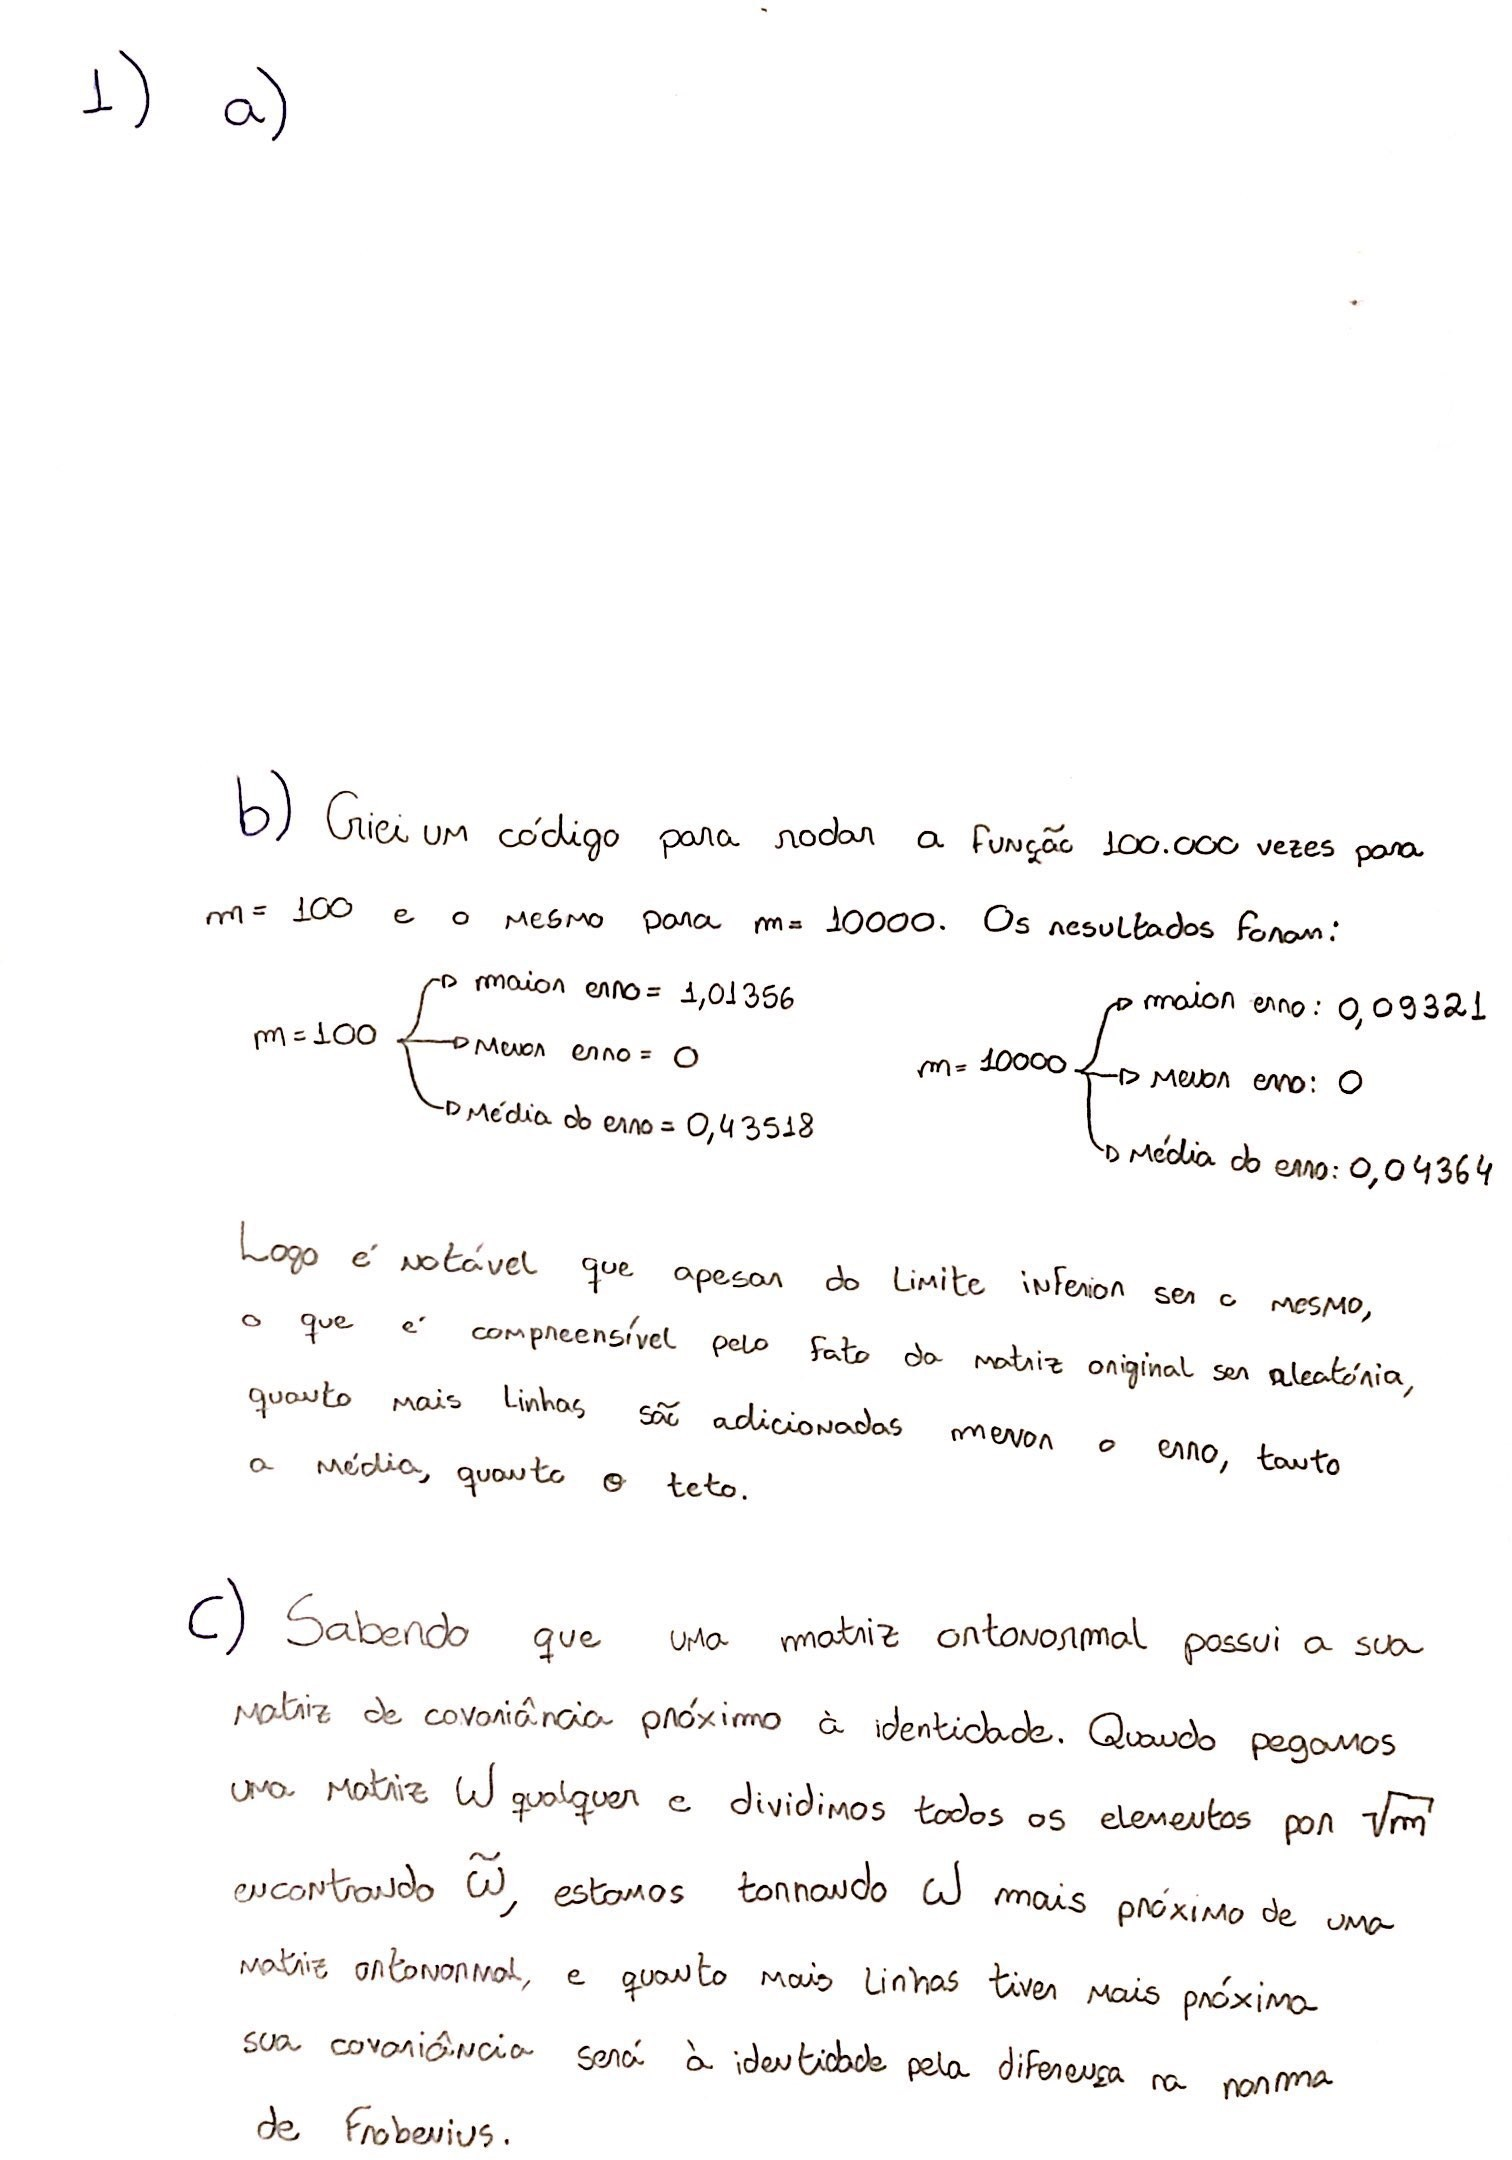 1) a)
b) Criei um código para rodar a função 100.000 vezes para
m = 100 e o mesmo para m = 10000. Os resultados foram:
m = 100
maior erro = 1,01356
Menor erro = 0
Média do erro = 0,43518
m = 10000
maior erro: 0,09321
Menor erro: 0
Média do erro: 0,04364
Logo é notável que apesar do limite inferior ser o mesmo,
o que é compreensível pelo fato da matriz original ser aleatória,
quanto mais linhas são adicionadas menor o erro, tanto
a média, quanto o teto.
c) Sabendo que uma matriz ortonormal possui a sua
matriz de covariância próximo à identidade. Quando pegamos
uma matriz W qualquer e dividimos todos os elementos por √m
encontrando W̃, estamos tornando W mais próximo de uma
matriz ortonormal, e quanto mais linhas tiver mais próxima
sua covariância será à identidade pela diferença na norma
de Frobenius.